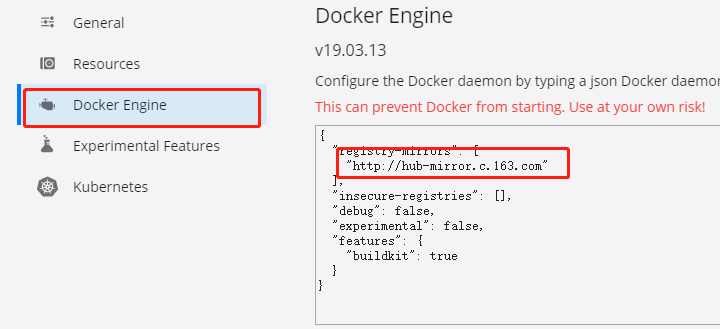 General
Resources
Docker Engine
Experimental Features
Kubernetes
Docker Engine
v19.03.13
Configure the Docker daemon by typing a json Docker daemon
This can prevent Docker from starting. Use at your own risk!
{
"registry-mirrors": [
"http://hub-mirror.c.163.com"
],
"insecure-registries": [],
"debug": false,
"experimental": false,
"features": {
"buildkit": true
}
}